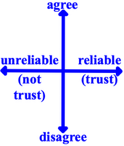 agree
unreliable reliable
(not (trust)
trust)
disagree